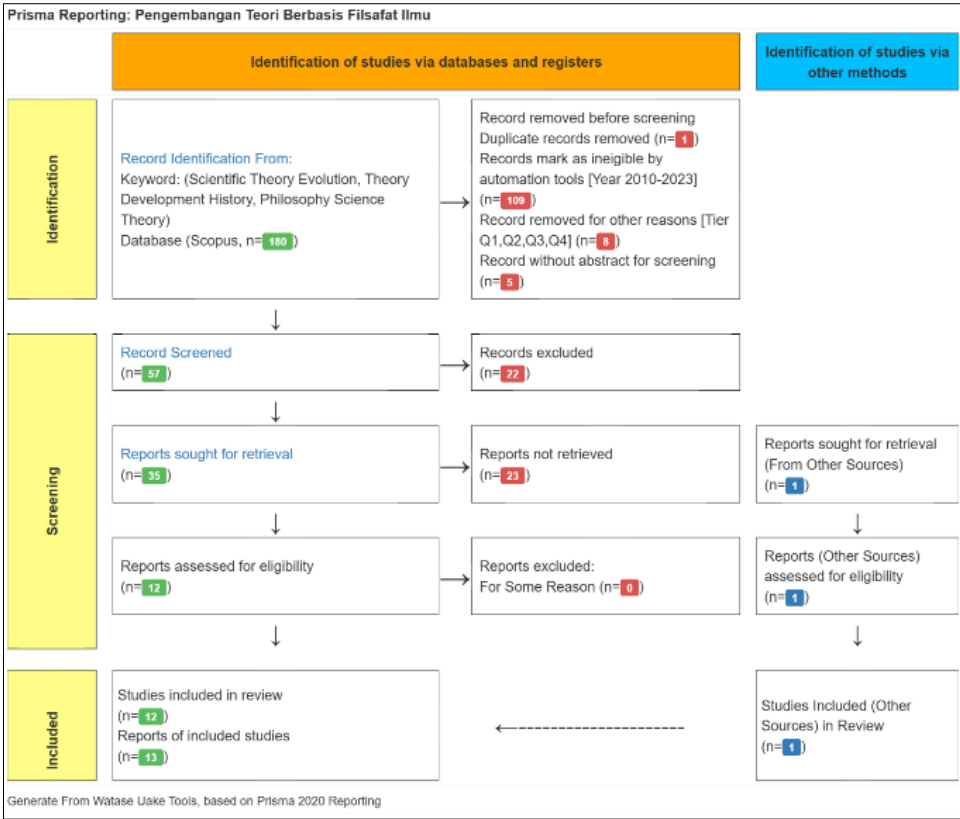 Prisma Reporting: Pengembangan Teori Berbasis Filsafat Ilmu
Identification of studies via databases and registers
Identification of studies via
other methods
Identification
Record Identification From:
Keyword: (Scientific Theory Evolution, Theory
Development History, Philosophy Science
Theory)
Database (Scopus, n=180)
Record removed before screening
Duplicate records removed (n=1)
Records mark as ineigible by
automation tools [Year 2010-2023]
(n=109)
Record removed for other reasons [Tier
Q1,Q2,Q3,Q4] (n=8)
Record without abstract for screening
(n=5)
Screening
Record Screened
(n=57)
Records excluded
(n=22)
Reports sought for retrieval
(n=35)
Reports not retrieved
(n=23)
Reports sought for retrieval
(From Other Sources)
(n=1)
Reports assessed for eligibility
(n=12)
Reports excluded:
For Some Reason (n=0)
Reports (Other Sources)
assessed for eligibility
(n=1)
Included
Studies included in review
(n=12)
Reports of included studies
(n=13)
Studies Included (Other
Sources) in Review
(n=1)
Generate From Watase Uake Tools, based on Prisma 2020 Reporting